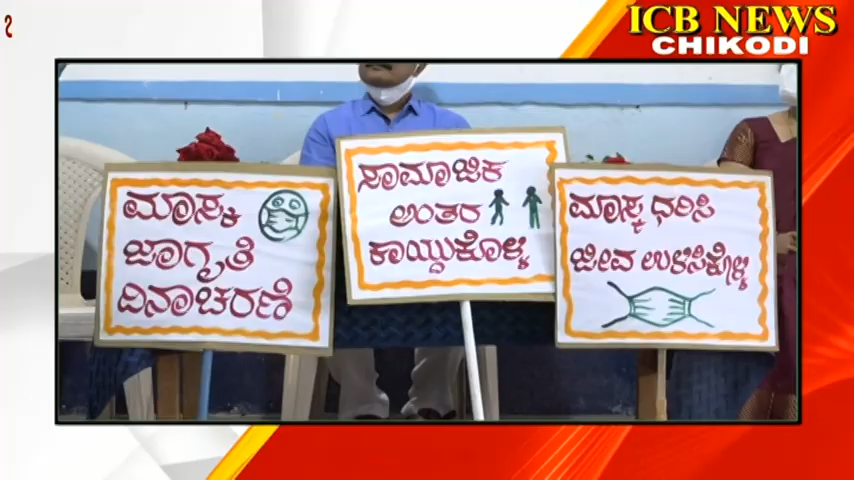 ICB NEWS
CHIKODI
ಮಾಸ್ಕ
ಜಾಗೃತಿ
ದಿನಾಚರಣಿ
ಸಾಮಾಜಿಕ
ಅಂತರ
ಕಾಯ್ದುಕೊಳ್ಳಿ
ಮಾಸ್ಕ ಧರಿಸಿ
ಜೀವ ಉಳಿಸಿಕೊಳ್ಳಿ